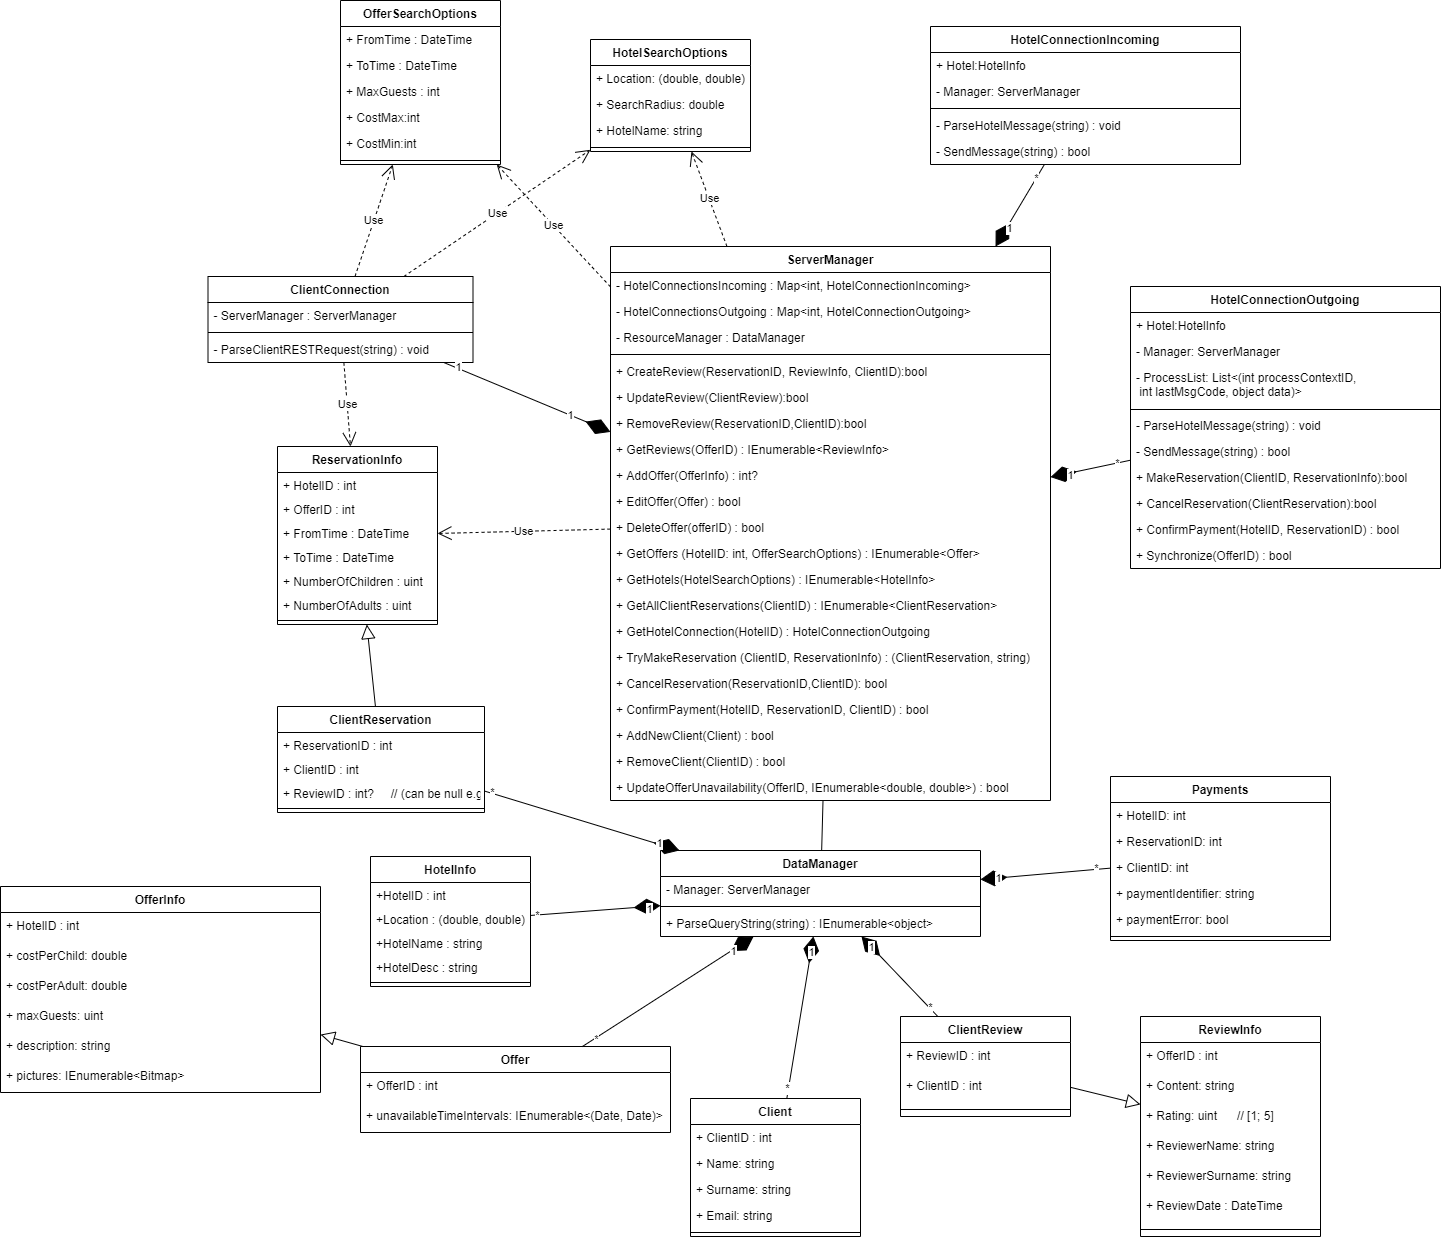 OfferSearchOptions
+ FromTime : DateTime
+ ToTime : DateTime
+ MaxGuests : int
+ CostMax:int
+ CostMin:int
HotelSearchOptions
+ Location: (double, double)
+ SearchRadius: double
+ HotelName: string
HotelConnectionIncoming
+ Hotel:HotelInfo
- Manager: ServerManager
- ParseHotelMessage(string) : void
- SendMessage(string) : bool
Use
Use
Use
Use
*
1
ClientConnection
- ServerManager : ServerManager
- ParseClientRESTRequest(string) : void
1
1
Use
ServerManager
- HotelConnectionsIncoming : Map<int, HotelConnectionIncoming>
- HotelConnectionsOutgoing : Map<int, HotelConnectionOutgoing>
- ResourceManager : DataManager
+ CreateReview(ReservationID, ReviewInfo, ClientID):bool
+ UpdateReview(ClientReview):bool
+ RemoveReview(ReservationID,ClientID):bool
+ GetReviews(OfferID) : IEnumerable<ReviewInfo>
+ AddOffer(OfferInfo) : int?
+ EditOffer(Offer) : bool
+ DeleteOffer(offerID) : bool
+ GetOffers (HotelID: int, OfferSearchOptions) : IEnumerable<Offer>
+ GetHotels(HotelSearchOptions) : IEnumerable<HotelInfo>
+ GetAllClientReservations(ClientID) : IEnumerable<ClientReservation>
+ GetHotelConnection(HotelID) : HotelConnectionOutgoing
+ TryMakeReservation (ClientID, ReservationInfo) : (ClientReservation, string)
+ CancelReservation(ReservationID,ClientID): bool
+ ConfirmPayment(HotelID, ReservationID, ClientID) : bool
+ AddNewClient(Client) : bool
+ RemoveClient(ClientID) : bool
+ UpdateOfferUnavailability(OfferID, IEnumerable<double, double>) : bool
HotelConnectionOutgoing
+ Hotel:HotelInfo
- Manager: ServerManager
- ProcessList: List<(int processContextID,
int lastMsgCode, object data)>
- ParseHotelMessage(string) : void
- SendMessage(string) : bool
+ MakeReservation(ClientID, ReservationInfo):bool
+ CancelReservation(ClientReservation):bool
+ ConfirmPayment(HotelID, ReservationID) : bool
+ Synchronize(OfferID) : bool
1
*
ReservationInfo
+ HotelID : int
+ OfferID : int
+ FromTime : DateTime
+ ToTime : DateTime
+ NumberOfChildren : uint
+ NumberOfAdults : uint
Use
ClientReservation
+ ReservationID : int
+ ClientID : int
+ ReviewID : int? // (can be null e.g
*
1
HotelInfo
+HotelID : int
+Location : (double, double)
+HotelName : string
+HotelDesc : string
*
1
DataManager
- Manager: ServerManager
+ ParseQueryString(string) : IEnumerable<object>
1
*
Payments
+ HotelID: int
+ ReservationID: int
+ ClientID: int
+ paymentIdentifier: string
+ paymentError: bool
OfferInfo
+ HotelID : int
+ costPerChild: double
+ costPerAdult: double
+ maxGuests: uint
+ description: string
+ pictures: IEnumerable<Bitmap>
1
*
1
*
1
*
Offer
+ OfferID : int
+ unavailableTimeIntervals: IEnumerable<(Date, Date)>
Client
+ ClientID : int
+ Name: string
+ Surname: string
+ Email: string
ClientReview
+ ReviewID : int
+ ClientID : int
ReviewInfo
+ OfferID : int
+ Content: string
+ Rating: uint // [1; 5]
+ ReviewerName: string
+ ReviewerSurname: string
+ ReviewDate : DateTime